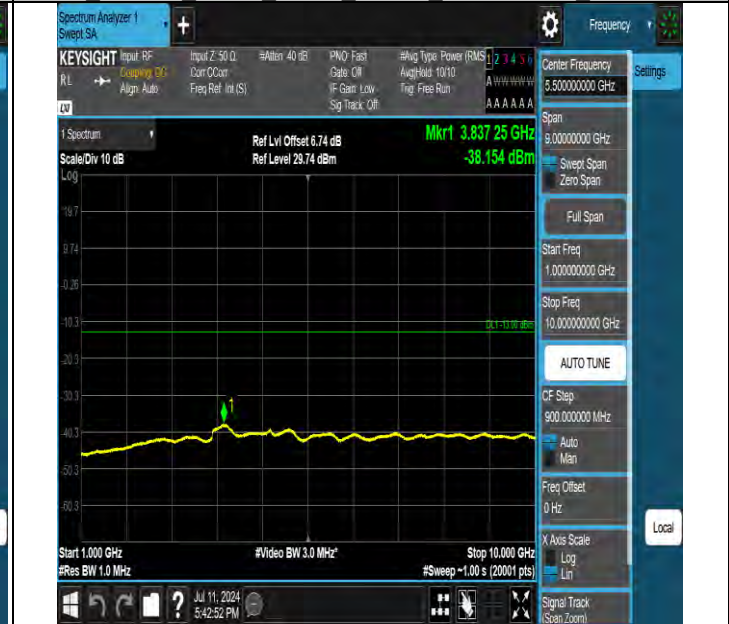 Spectrum Analyzer 1
Swept SA
+
Frequency
KEYSIGHT
RL
Input: RF
Coupling: DC
Align: Auto
Input Z: 50 Ω
Corr CCorr
Freq Ref: Int (S)
#Atten: 40 dB
PNO: Fast
Gate: Off
IF Gain: Low
Sig Track: Off
#Avg Type: Power (RMS
Avg|Hold: 10/10
Trig: Free Run
1 2 3 4 5 6
A W W W W W
A A A A A A
LXI
1 Spectrum
Scale/Div 10 dB
Log
Ref Lvl Offset 6.74 dB
Ref Level 29.74 dBm
Mkr1 3.837 25 GHz
-38.154 dBm
19.7
9.74
-0.26
-10.3
DL1 -13.00 dBm
-20.3
-30.3
1
-40.3
-50.3
-60.3
Start 1.000 GHz
#Res BW 1.0 MHz
#Video BW 3.0 MHz*
Stop 10.000 GHz
#Sweep ~1.00 s (20001 pts)
?
Jul 11, 2024
5:42:52 PM
Center Frequency
5.50000000 GHz
Settings
Span
9.00000000 GHz
Swept Span
Zero Span
Full Span
Start Freq
1.000000000 GHz
Stop Freq
10.000000000 GHz
AUTO TUNE
CF Step
900.000000 MHz
Auto
Man
Freq Offset
0 Hz
Local
X Axis Scale
Log
Lin
Signal Track
(Span Zoom)